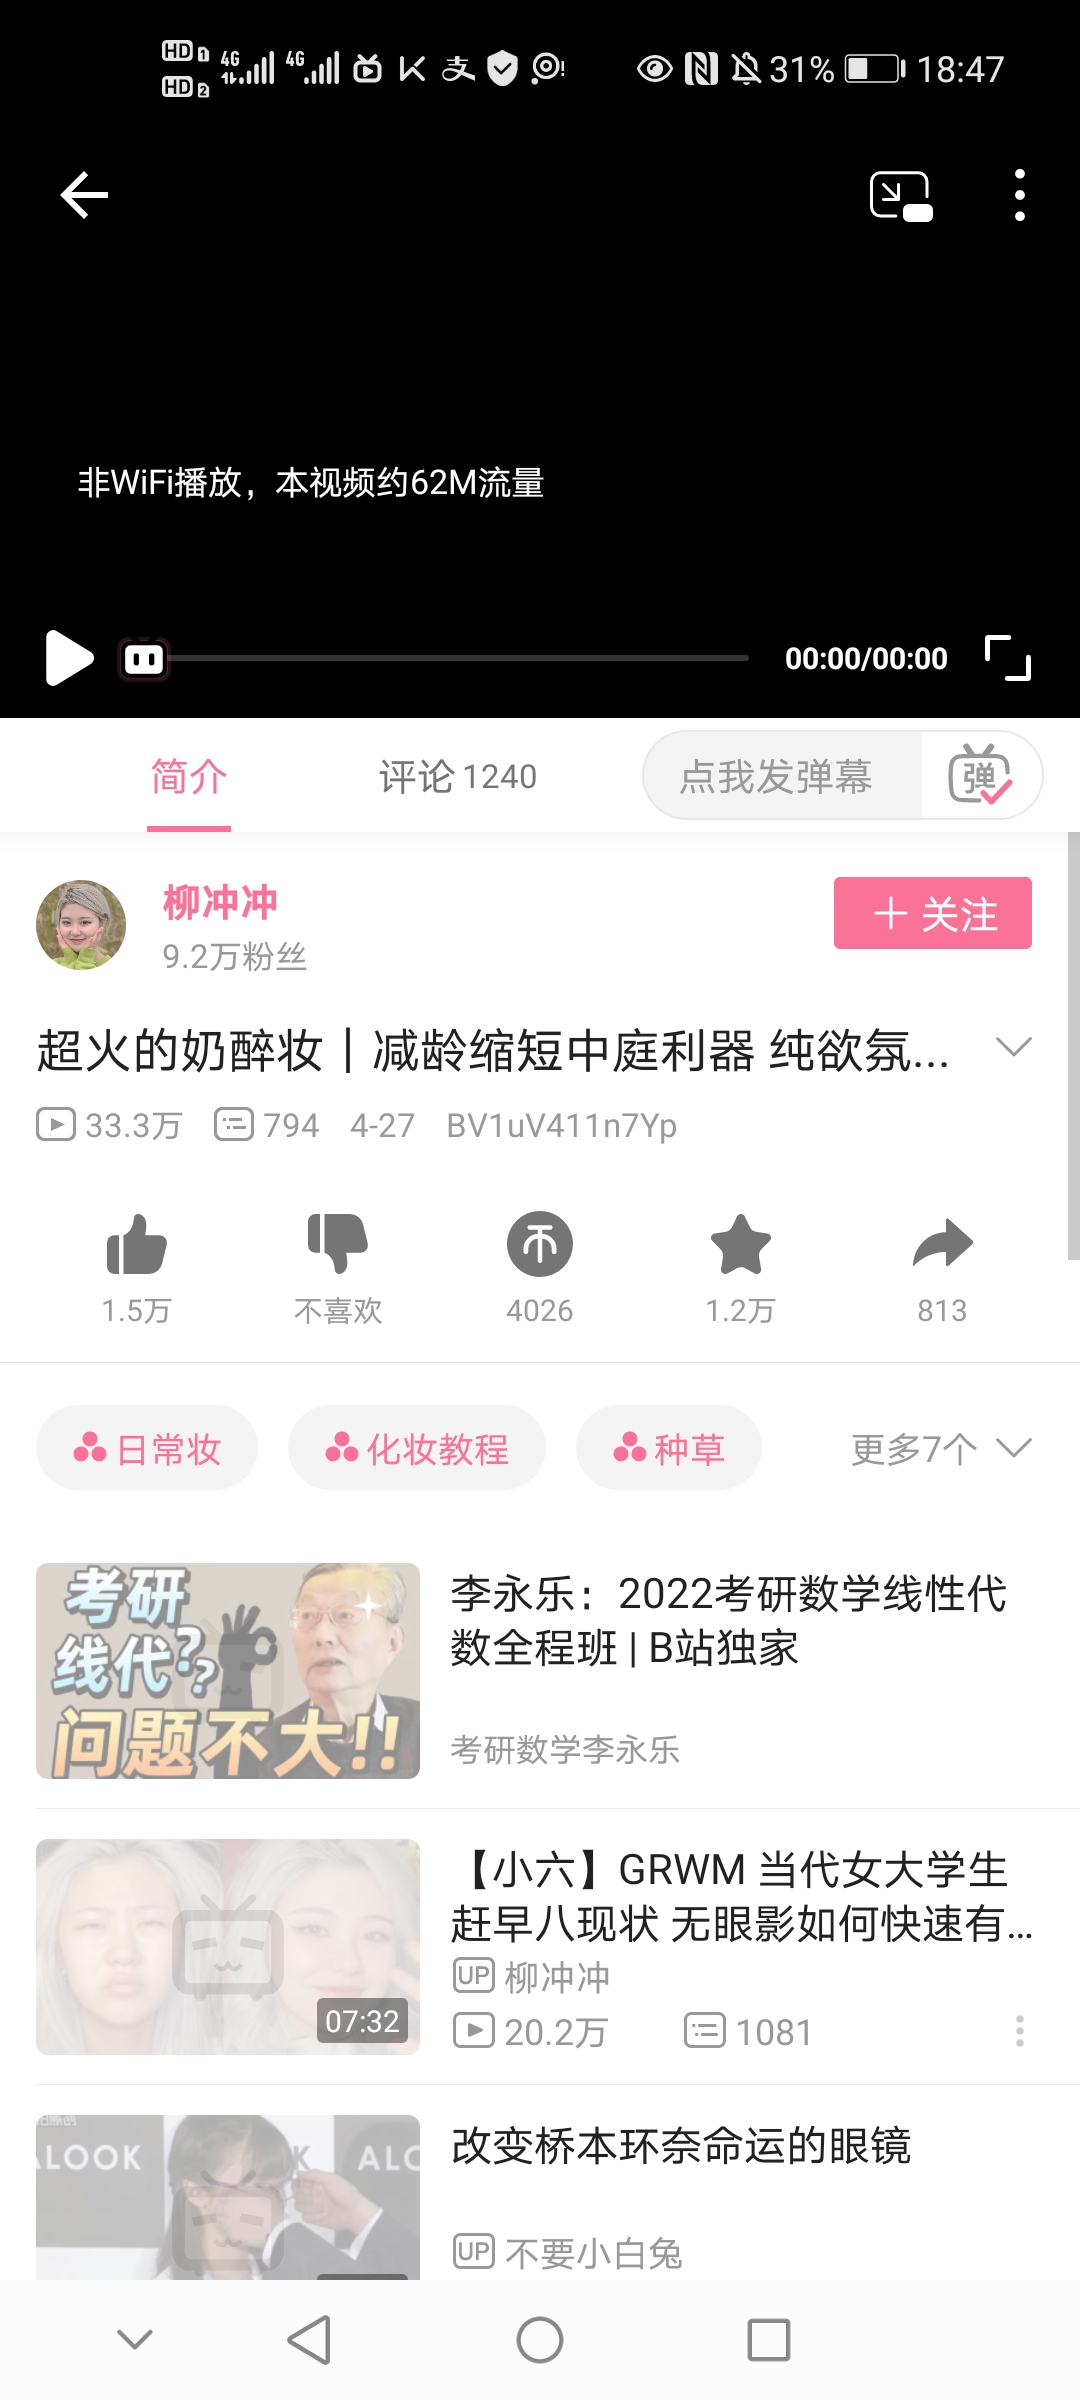 HD 1 4G 4G 支 31% 18:47
HD 2
非WiFi播放，本视频约62M流量
00:00/00:00
简介 评论 1240 点我发弹幕 弹
柳冲冲
9.2万粉丝
＋ 关注
超火的奶醉妆｜减龄缩短中庭利器 纯欲氛...
33.3万 794 4-27 BV1uV411n7Yp
1.5万 不喜欢 4026 1.2万 813
日常妆 化妆教程 种草 更多7个
考研
线代??
问题不大!!
李永乐：2022考研数学线性代
数全程班 | B站独家
考研数学李永乐
07:32
【小六】GRWM 当代女大学生
赶早八现状 无眼影如何快速有...
UP 柳冲冲
20.2万 1081
ALOOK K ALO
改变桥本环奈命运的眼镜
UP 不要小白兔